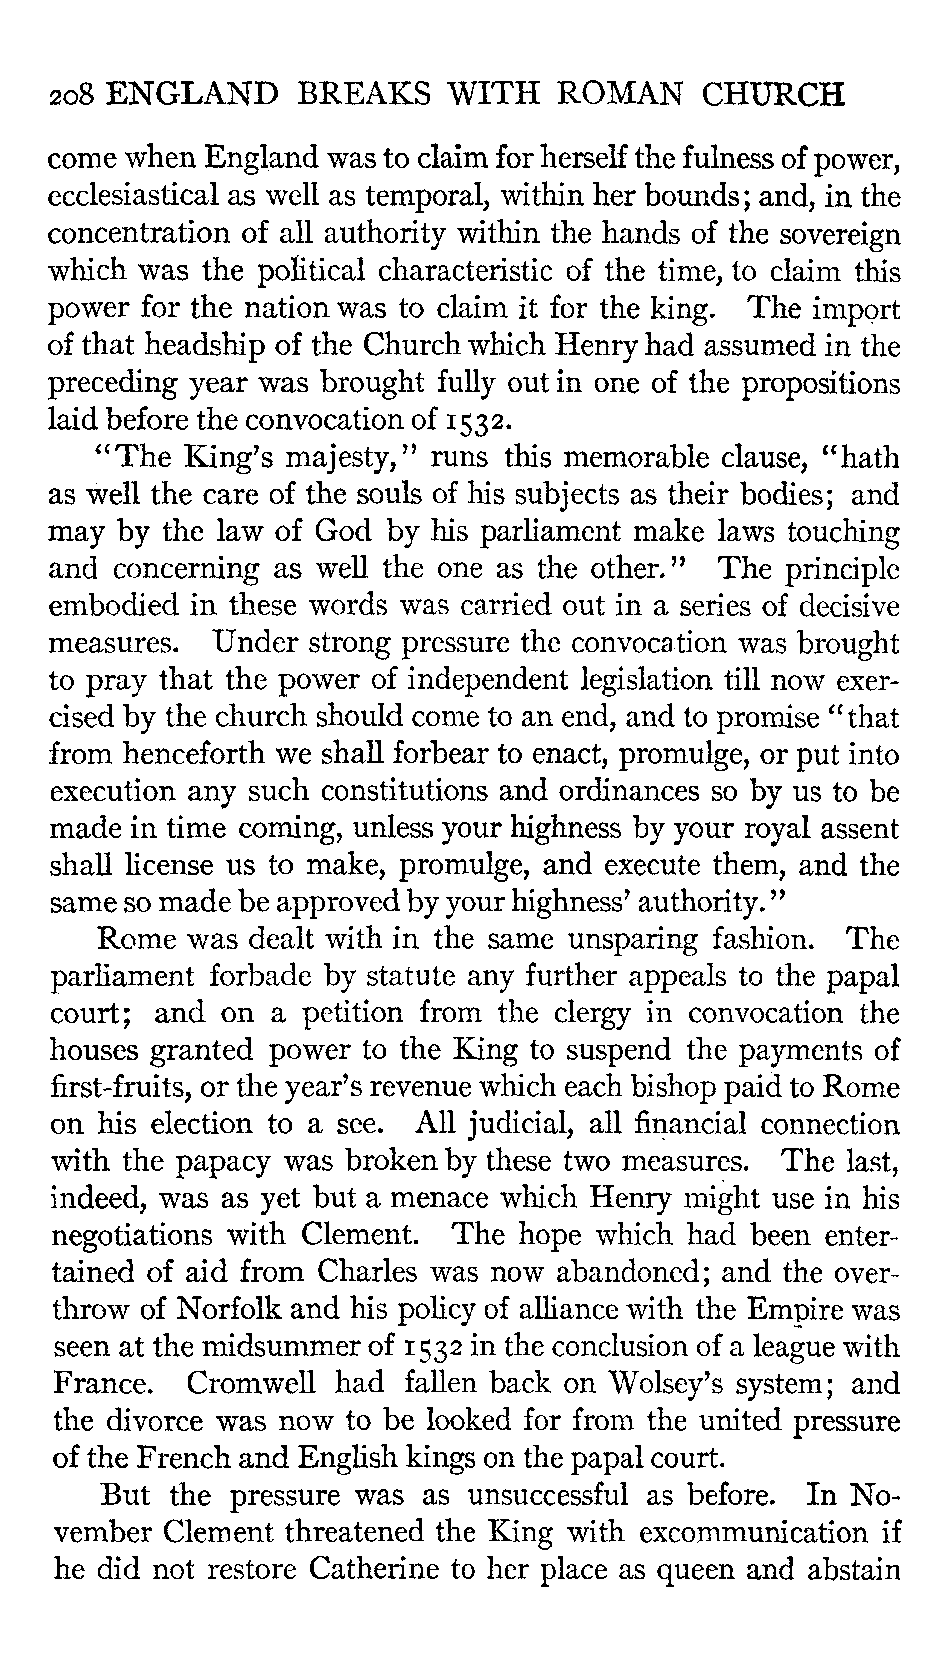 208 ENGLAND BREAKS WITH ROMAN CHURCH
come when England was to claim for herself the fulness of power,
ecclesiastical as well as temporal, within her bounds; and, in the
concentration of all authority within the hands of the sovereign
which was the political characteristic of the time, to claim this
power for the nation was to claim it for the king. The import
of that headship of the Church which Henry had assumed in the
preceding year was brought fully out in one of the propositions
laid before the convocation of 1532.
"The King's majesty," runs this memorable clause, "hath
as well the care of the souls of his subjects as their bodies; and
may by the law of God by his parliament make laws touching
and concerning as well the one as the other." The principle
embodied in these words was carried out in a series of decisive
measures. Under strong pressure the convocation was brought
to pray that the power of independent legislation till now exer-
cised by the church should come to an end, and to promise "that
from henceforth we shall forbear to enact, promulge, or put into
execution any such constitutions and ordinances so by us to be
made in time coming, unless your highness by your royal assent
shall license us to make, promulge, and execute them, and the
same so made be approved by your highness' authority."
Rome was dealt with in the same unsparing fashion. The
parliament forbade by statute any further appeals to the papal
court; and on a petition from the clergy in convocation the
houses granted power to the King to suspend the payments of
first-fruits, or the year's revenue which each bishop paid to Rome
on his election to a see. All judicial, all financial connection
with the papacy was broken by these two measures. The last,
indeed, was as yet but a menace which Henry might use in his
negotiations with Clement. The hope which had been enter-
tained of aid from Charles was now abandoned; and the over-
throw of Norfolk and his policy of alliance with the Empire was
seen at the midsummer of 1532 in the conclusion of a league with
France. Cromwell had fallen back on Wolsey's system; and
the divorce was now to be looked for from the united pressure
of the French and English kings on the papal court.
But the pressure was as unsuccessful as before. In No-
vember Clement threatened the King with excommunication if
he did not restore Catherine to her place as queen and abstain